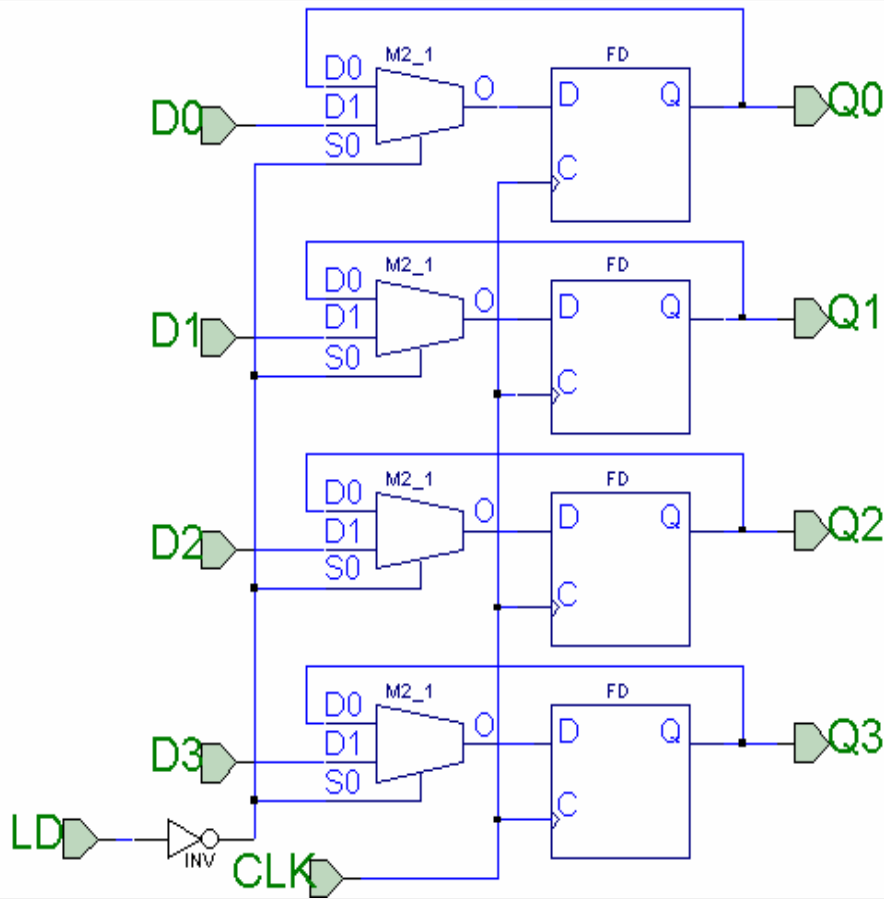 M2_1 FD
D0 D1 S0 O D Q C
D0 Q0
M2_1 FD
D0 D1 S0 O D Q C
D1 Q1
M2_1 FD
D0 D1 S0 O D Q C
D2 Q2
M2_1 FD
D0 D1 S0 O D Q C
D3 Q3
LD INV
CLK